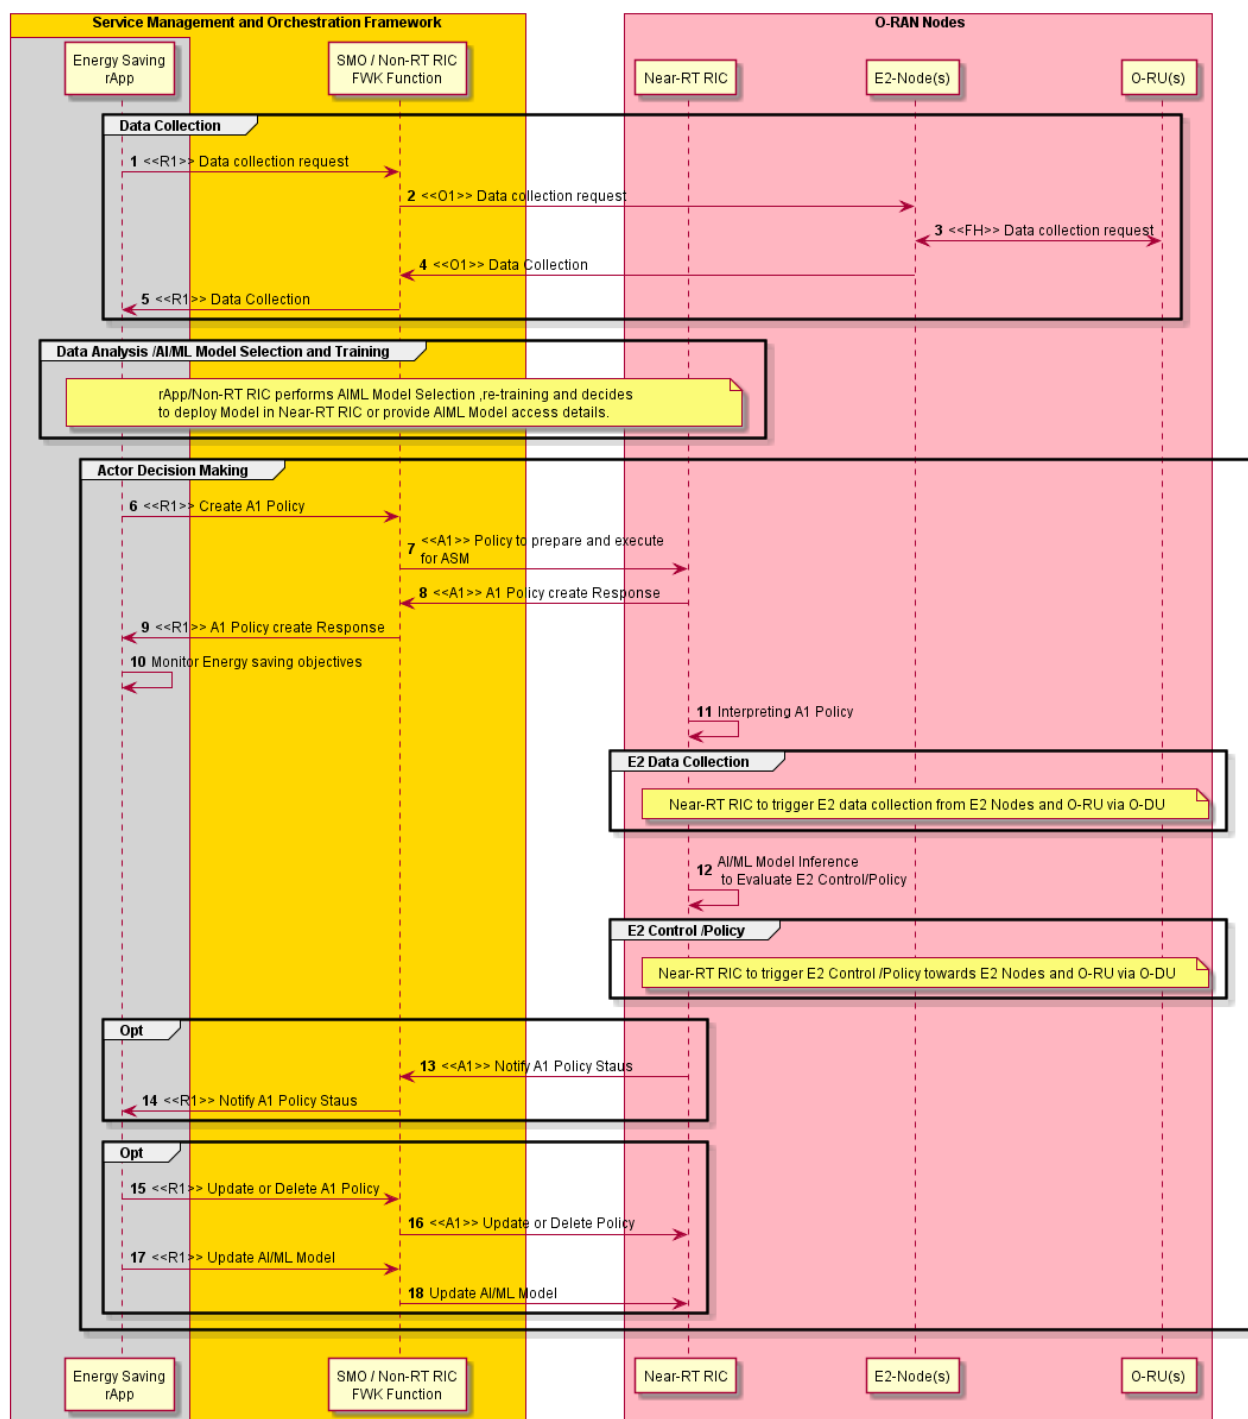 Service Management and Orchestration Framework
O-RAN Nodes
Energy Saving
rApp
SMO / Non-RT RIC
FWK Function
Near-RT RIC
E2-Node(s)
O-RU(s)
Data Collection
1 <<R1>> Data collection request
2 <<O1>> Data collection request
3 <<FH>> Data collection request
4 <<O1>> Data Collection
5 <<R1>> Data Collection
Data Analysis /AI/ML Model Selection and Training
rApp/Non-RT RIC performs AIML Model Selection ,re-training and decides
to deploy Model in Near-RT RIC or provide AIML Model access details.
Actor Decision Making
6 <<R1>> Create A1 Policy
7 <<A1>> Policy to prepare and execute
for ASM
8 <<A1>> A1 Policy create Response
9 <<R1>> A1 Policy create Response
10 Monitor Energy saving objectives
11 Interpreting A1 Policy
E2 Data Collection
Near-RT RIC to trigger E2 data collection from E2 Nodes and O-RU via O-DU
12 AI/ML Model Inference
to Evaluate E2 Control/Policy
E2 Control /Policy
Near-RT RIC to trigger E2 Control /Policy towards E2 Nodes and O-RU via O-DU
Opt
13 <<A1>> Notify A1 Policy Staus
14 <<R1>> Notify A1 Policy Staus
Opt
15 <<R1>> Update or Delete A1 Policy
16 <<A1>> Update or Delete Policy
17 <<R1>> Update AI/ML Model
18 Update AI/ML Model
Energy Saving
rApp
SMO / Non-RT RIC
FWK Function
Near-RT RIC
E2-Node(s)
O-RU(s)